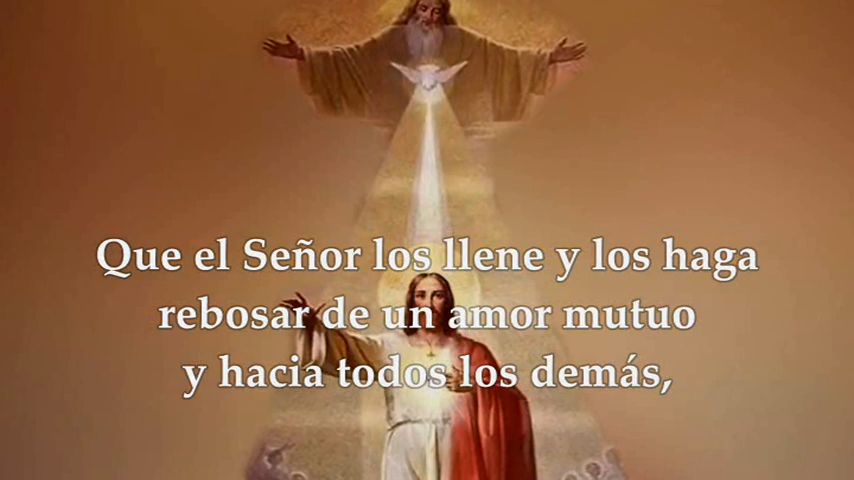 Que el Señor los llene y los haga
rebosar de un amor mutuo
y hacia todos los demás,